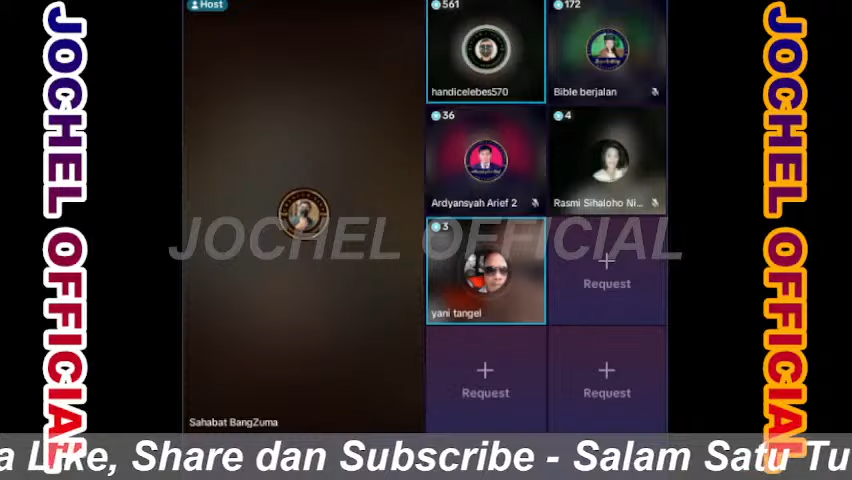 JOCHEL OFFICIAL
Host
561
172
handicelebes570
Bible berjalan
36
4
Ardyansyah Arief 2
Rasmi Sihaloho Ni...
JOCHEL OFFICIAL
3
Request
yani tangel
Request
Request
Sahabat BangZuma
JOCHEL OFFICIAL
a Like, Share dan Subscribe - Salam Satu Tu